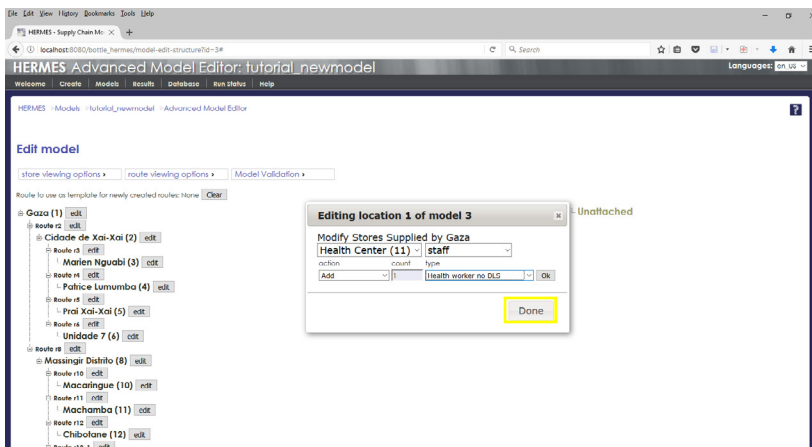 File Edit View History Bookmarks Tools Help
HERMES - Supply Chain Mo
localhost:8080/bottle_hermes/model-edit-structure?id=3#
Search
HERMES Advanced Model Editor: tutorial_newmodel
Languages: en_US
Welcome Create Models Results Database Run Status Help
HERMES >Models >tutorial_newmodel >Advanced Model Editor
?
Edit model
store viewing options
route viewing options
Model Validation
Route to use as template for newly created routes: None Clear
Gaza (1) edit
Unattached
Route r2 edit
Cidade de Xai-Xai (2) edit
Route r3 edit
Marien Nguabi (3) edit
Route r4 edit
Patrice Lumumba (4) edit
Route r5 edit
Prai Xai-Xai (5) edit
Route r6 edit
Unidade 7 (6) edit
Route r8 edit
Massingir Distrito (8) edit
Route r10 edit
Macaringue (10) edit
Route r11 edit
Machamba (11) edit
Route r12 edit
Chibotane (12) edit
Editing location 1 of model 3
Modify Stores Supplied by Gaza
Health Center (11) staff
action count type
Add 1 Health worker no DLS Ok
Done